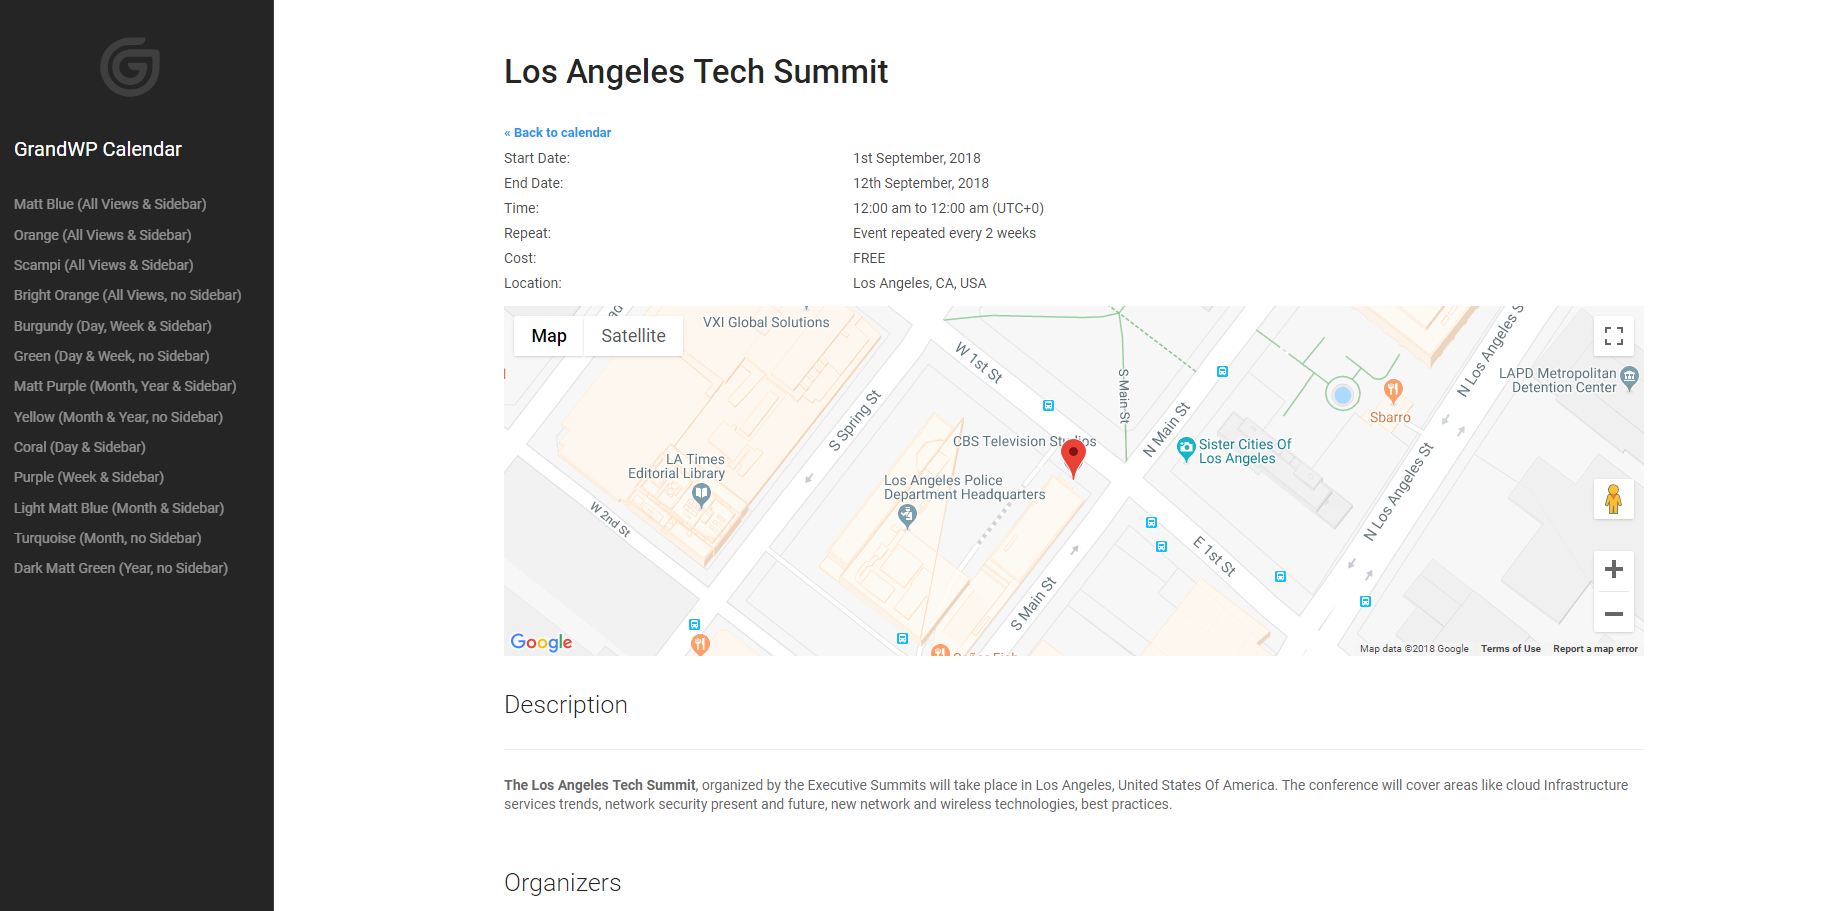 GrandWP Calendar
Matt Blue (All Views & Sidebar)
Orange (All Views & Sidebar)
Scampi (All Views & Sidebar)
Bright Orange (All Views, no Sidebar)
Burgundy (Day, Week & Sidebar)
Green (Day & Week, no Sidebar)
Matt Purple (Month, Year & Sidebar)
Yellow (Month & Year, no Sidebar)
Coral (Day & Sidebar)
Purple (Week & Sidebar)
Light Matt Blue (Month & Sidebar)
Turquoise (Month, no Sidebar)
Dark Matt Green (Year, no Sidebar)
Los Angeles Tech Summit
« Back to calendar
Start Date: 1st September, 2018
End Date: 12th September, 2018
Time: 12:00 am to 12:00 am (UTC+0)
Repeat: Event repeated every 2 weeks
Cost: FREE
Location: Los Angeles, CA, USA
Map Satellite
VXI Global Solutions
W 1st St
S Main St
N Los Angeles S
LAPD Metropolitan
Detention Center
S Spring St
N Main St
Sbarro
CBS Television Studios
Sister Cities Of
Los Angeles
LA Times
Editorial Library
Los Angeles Police
Department Headquarters
N Los Angeles St
W 2nd St
E 1st St
S Main St
Google
Map data ©2018 Google Terms of Use Report a map error
Description
The Los Angeles Tech Summit, organized by the Executive Summits will take place in Los Angeles, United States Of America. The conference will cover areas like cloud Infrastructure
services trends, network security present and future, new network and wireless technologies, best practices.
Organizers